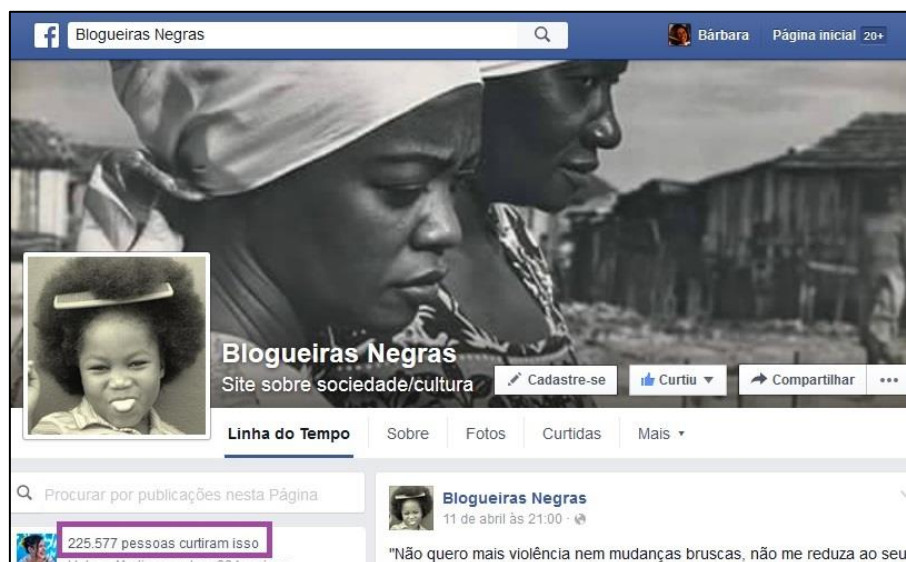 Blogueiras Negras
Bárbara
Página inicial 20+
Blogueiras Negras
Site sobre sociedade/cultura
Cadastre-se
Curtiu
Compartilhar
Linha do Tempo
Sobre
Fotos
Curtidas
Mais
Procurar por publicações nesta Página
225.577 pessoas curtiram isso
Blogueiras Negras
11 de abril às 21:00
"Não quero mais violência nem mudanças bruscas, não me reduza ao seu